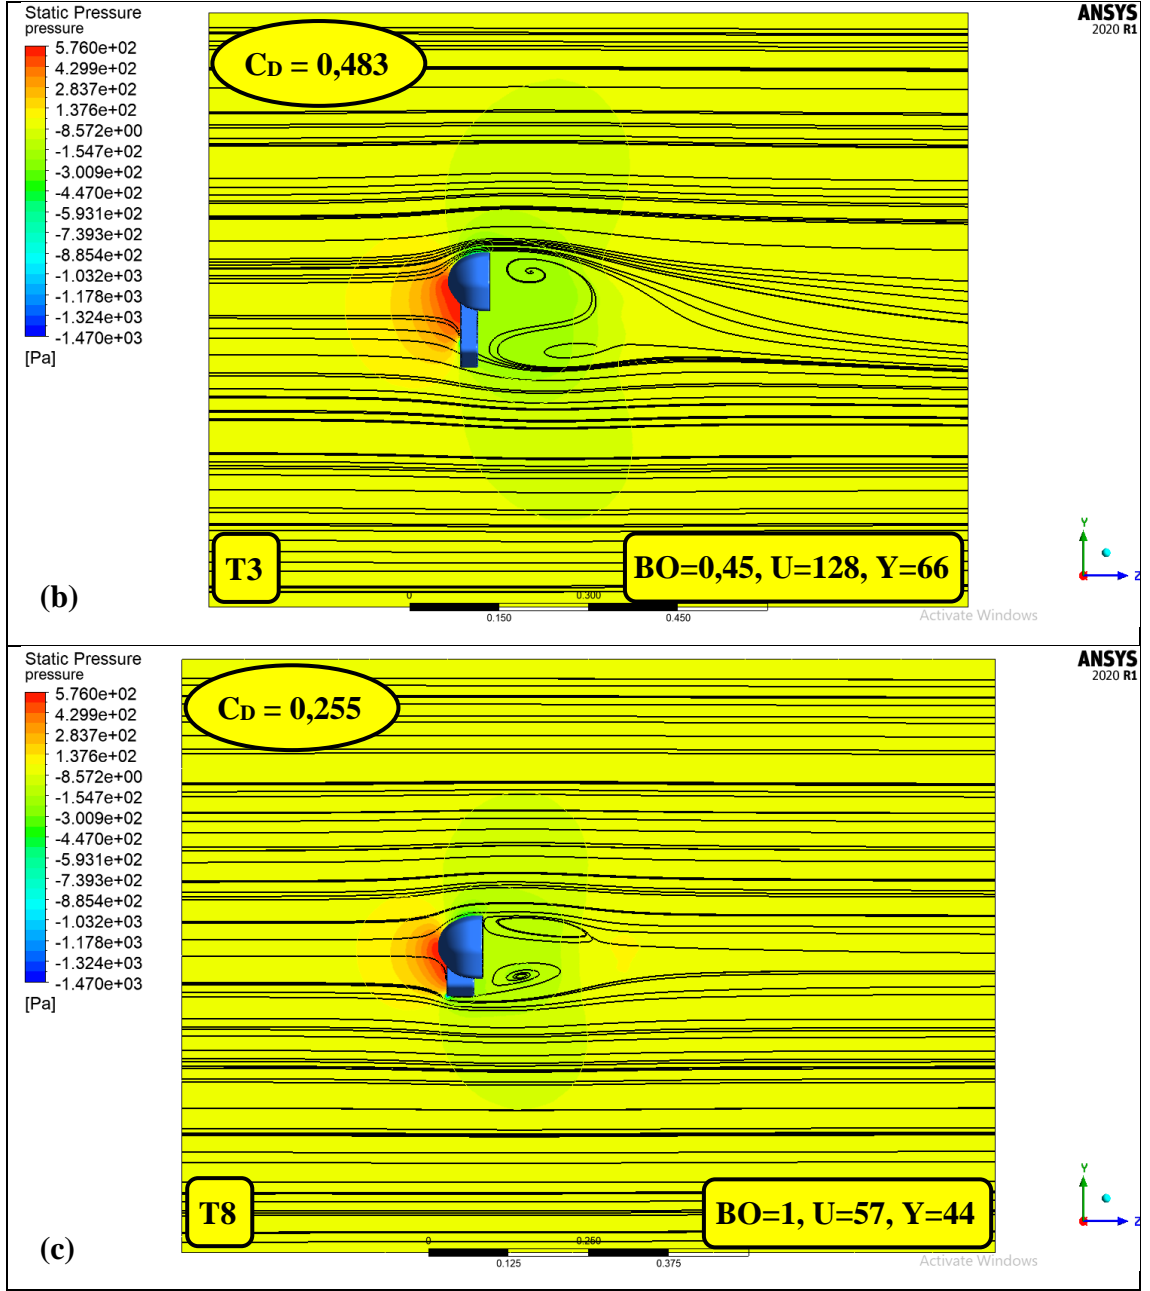 Static Pressure
pressure
5.760e+02
4.299e+02
2.837e+02
1.376e+02
-8.572e+00
-1.547e+02
-3.009e+02
-4.470e+02
-5.931e+02
-7.393e+02
-8.854e+02
-1.032e+03
-1.178e+03
-1.324e+03
-1.470e+03
[Pa]
CD = 0,483
ANSYS
2020 R1
T3
BO=0,45, U=128, Y=66
(b)
0 0.300
0.150 0.450
Y
Z
Activate Windows
Static Pressure
pressure
5.760e+02
4.299e+02
2.837e+02
1.376e+02
-8.572e+00
-1.547e+02
-3.009e+02
-4.470e+02
-5.931e+02
-7.393e+02
-8.854e+02
-1.032e+03
-1.178e+03
-1.324e+03
-1.470e+03
[Pa]
CD = 0,255
ANSYS
2020 R1
T8
BO=1, U=57, Y=44
(c)
0 0.250
0.125 0.375
Y
Z
Activate Windows